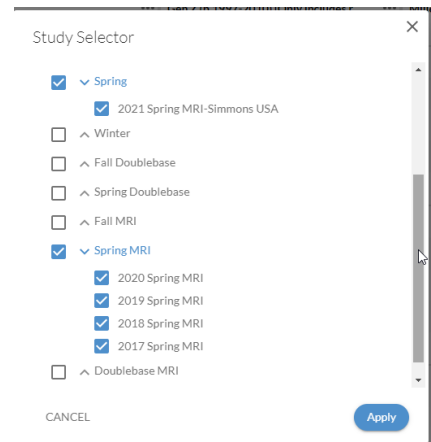 Study Selector
Spring
2021 Spring MRI-Simmons USA
Winter
Fall Doublebase
Spring Doublebase
Fall MRI
Spring MRI
2020 Spring MRI
2019 Spring MRI
2018 Spring MRI
2017 Spring MRI
Doublebase MRI
CANCEL
Apply